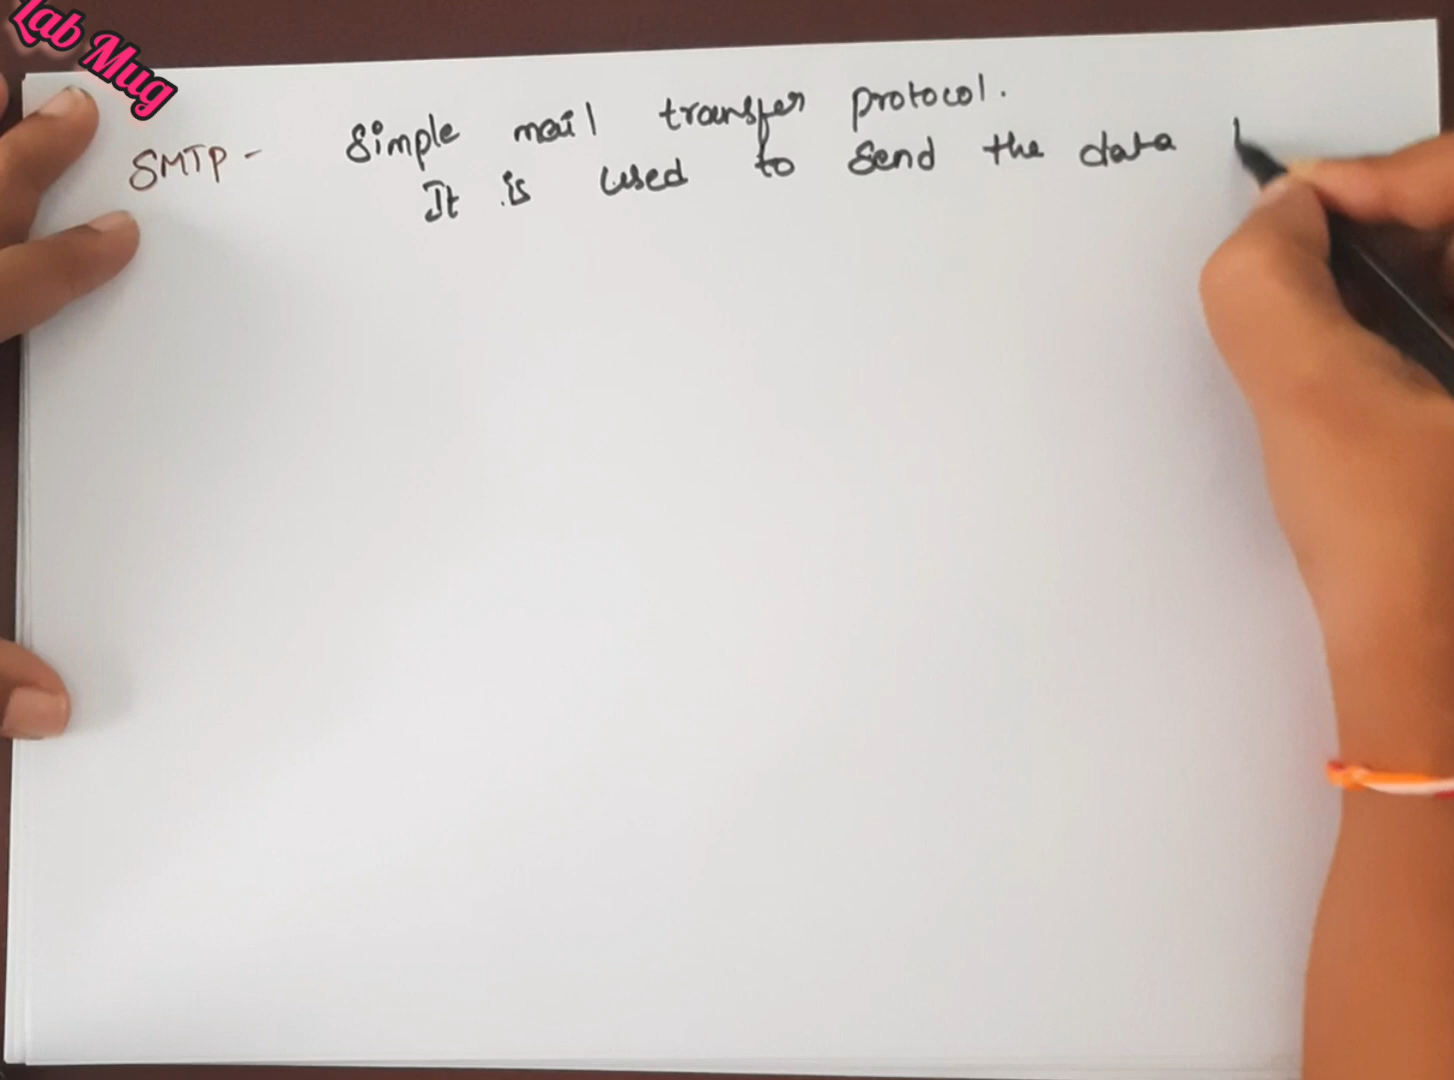 Lab Mug
SMTP - Simple mail transfer protocol.
It is used to send the data